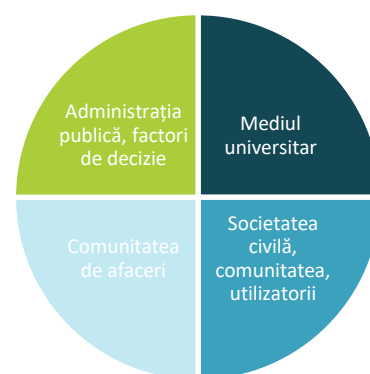 Administrația
publică, factori
de decizie
Mediul
universitar
Comunitatea
de afaceri
Societatea
civilă,
comunitatea,
utilizatorii